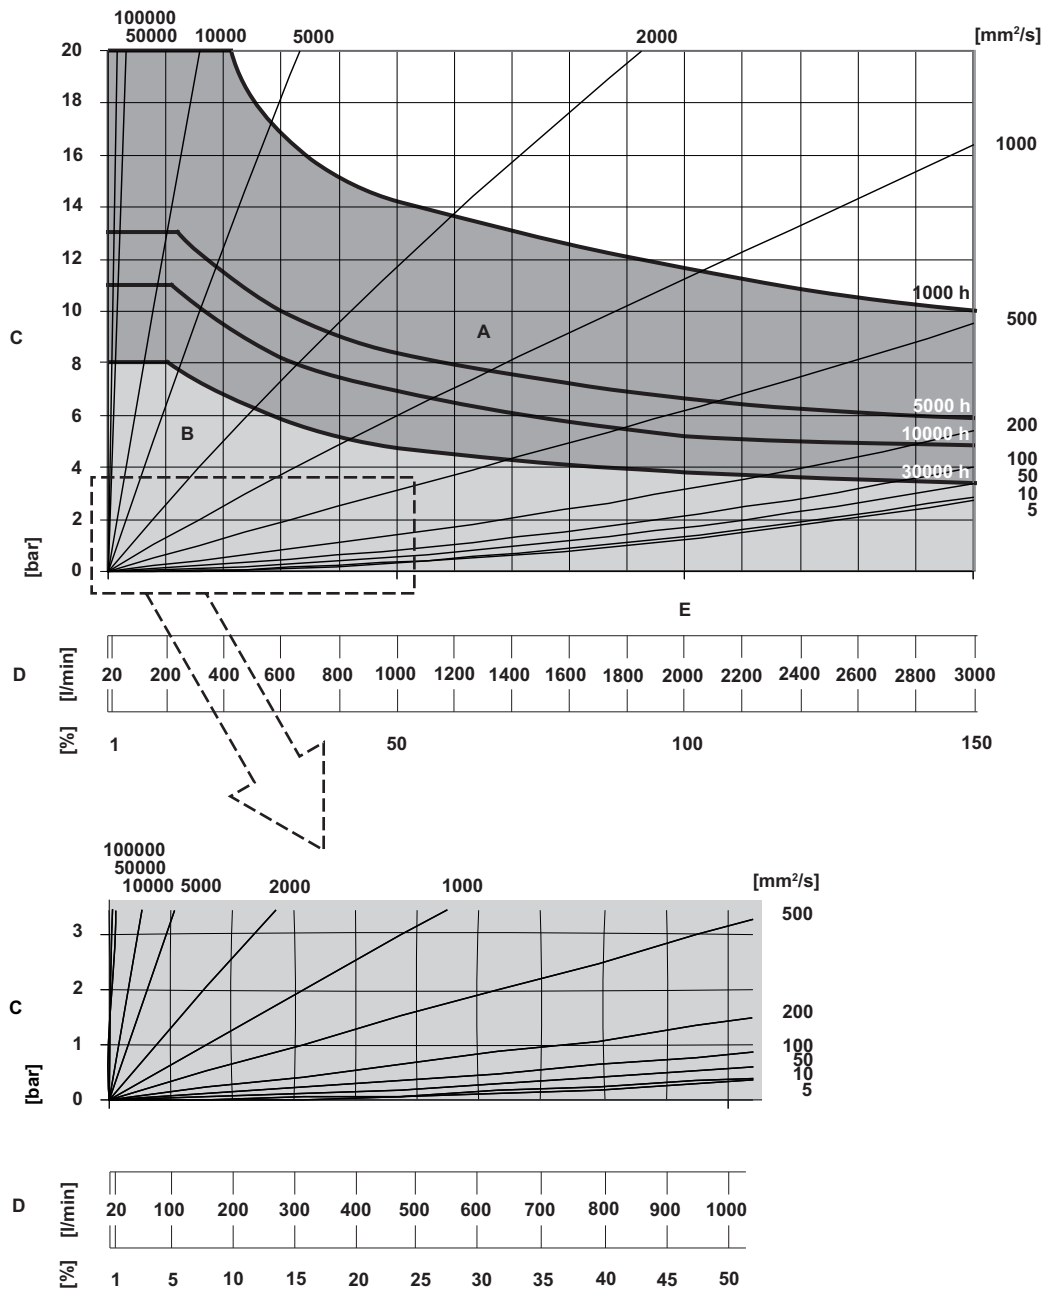 100000
50000 10000 5000 2000 [mm²/s]
20
18
16 1000
14
12
10 1000 h
500
C A
8
6 5000 h
B 10000 h 200
4 30000 h 100
50
10
5
2
[bar] 0
E
D [l/min] 20 200 400 600 800 1000 1200 1400 1600 1800 2000 2200 2400 2600 2800 3000
[%] 1 50 100 150
100000
50000
10000 5000 2000 1000 [mm²/s]
500
3
2
C 200
1 100
50
10
5
[bar] 0
D [l/min] 20 100 200 300 400 500 600 700 800 900 1000
[%] 1 5 10 15 20 25 30 35 40 45 50